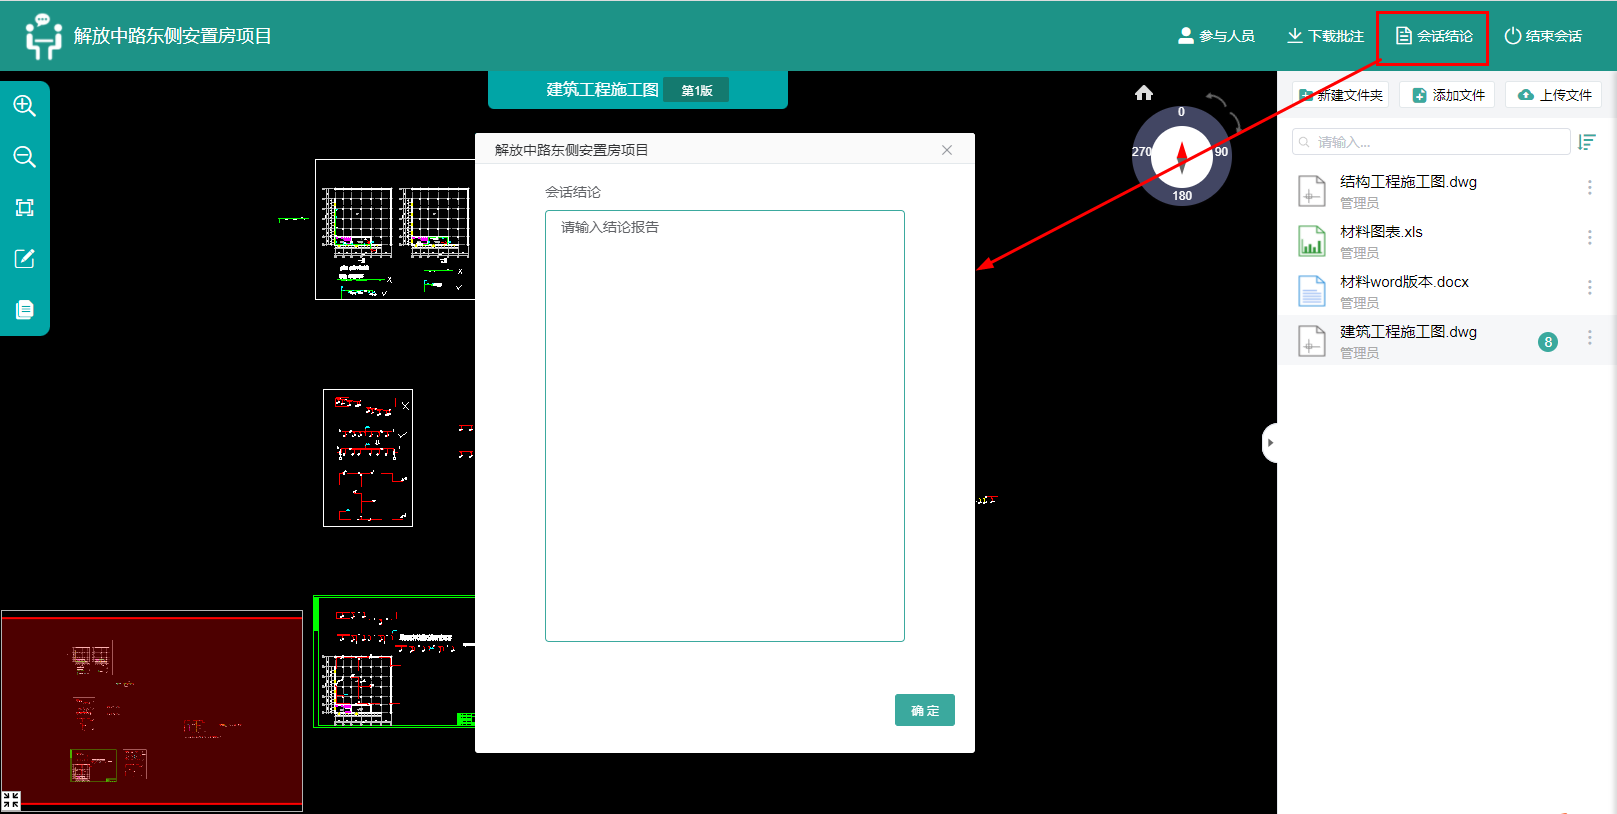 解放中路东侧安置房项目
参与人员
下载批注
会话结论
结束会话
建筑工程施工图 第1版
新建文件夹
添加文件
上传文件
请输入...
0
270
90
180
解放中路东侧安置房项目
会话结论
请输入结论报告
确 定
结构工程施工图.dwg
管理员
材料图表.xls
管理员
材料word版本.docx
管理员
建筑工程施工图.dwg
管理员
8